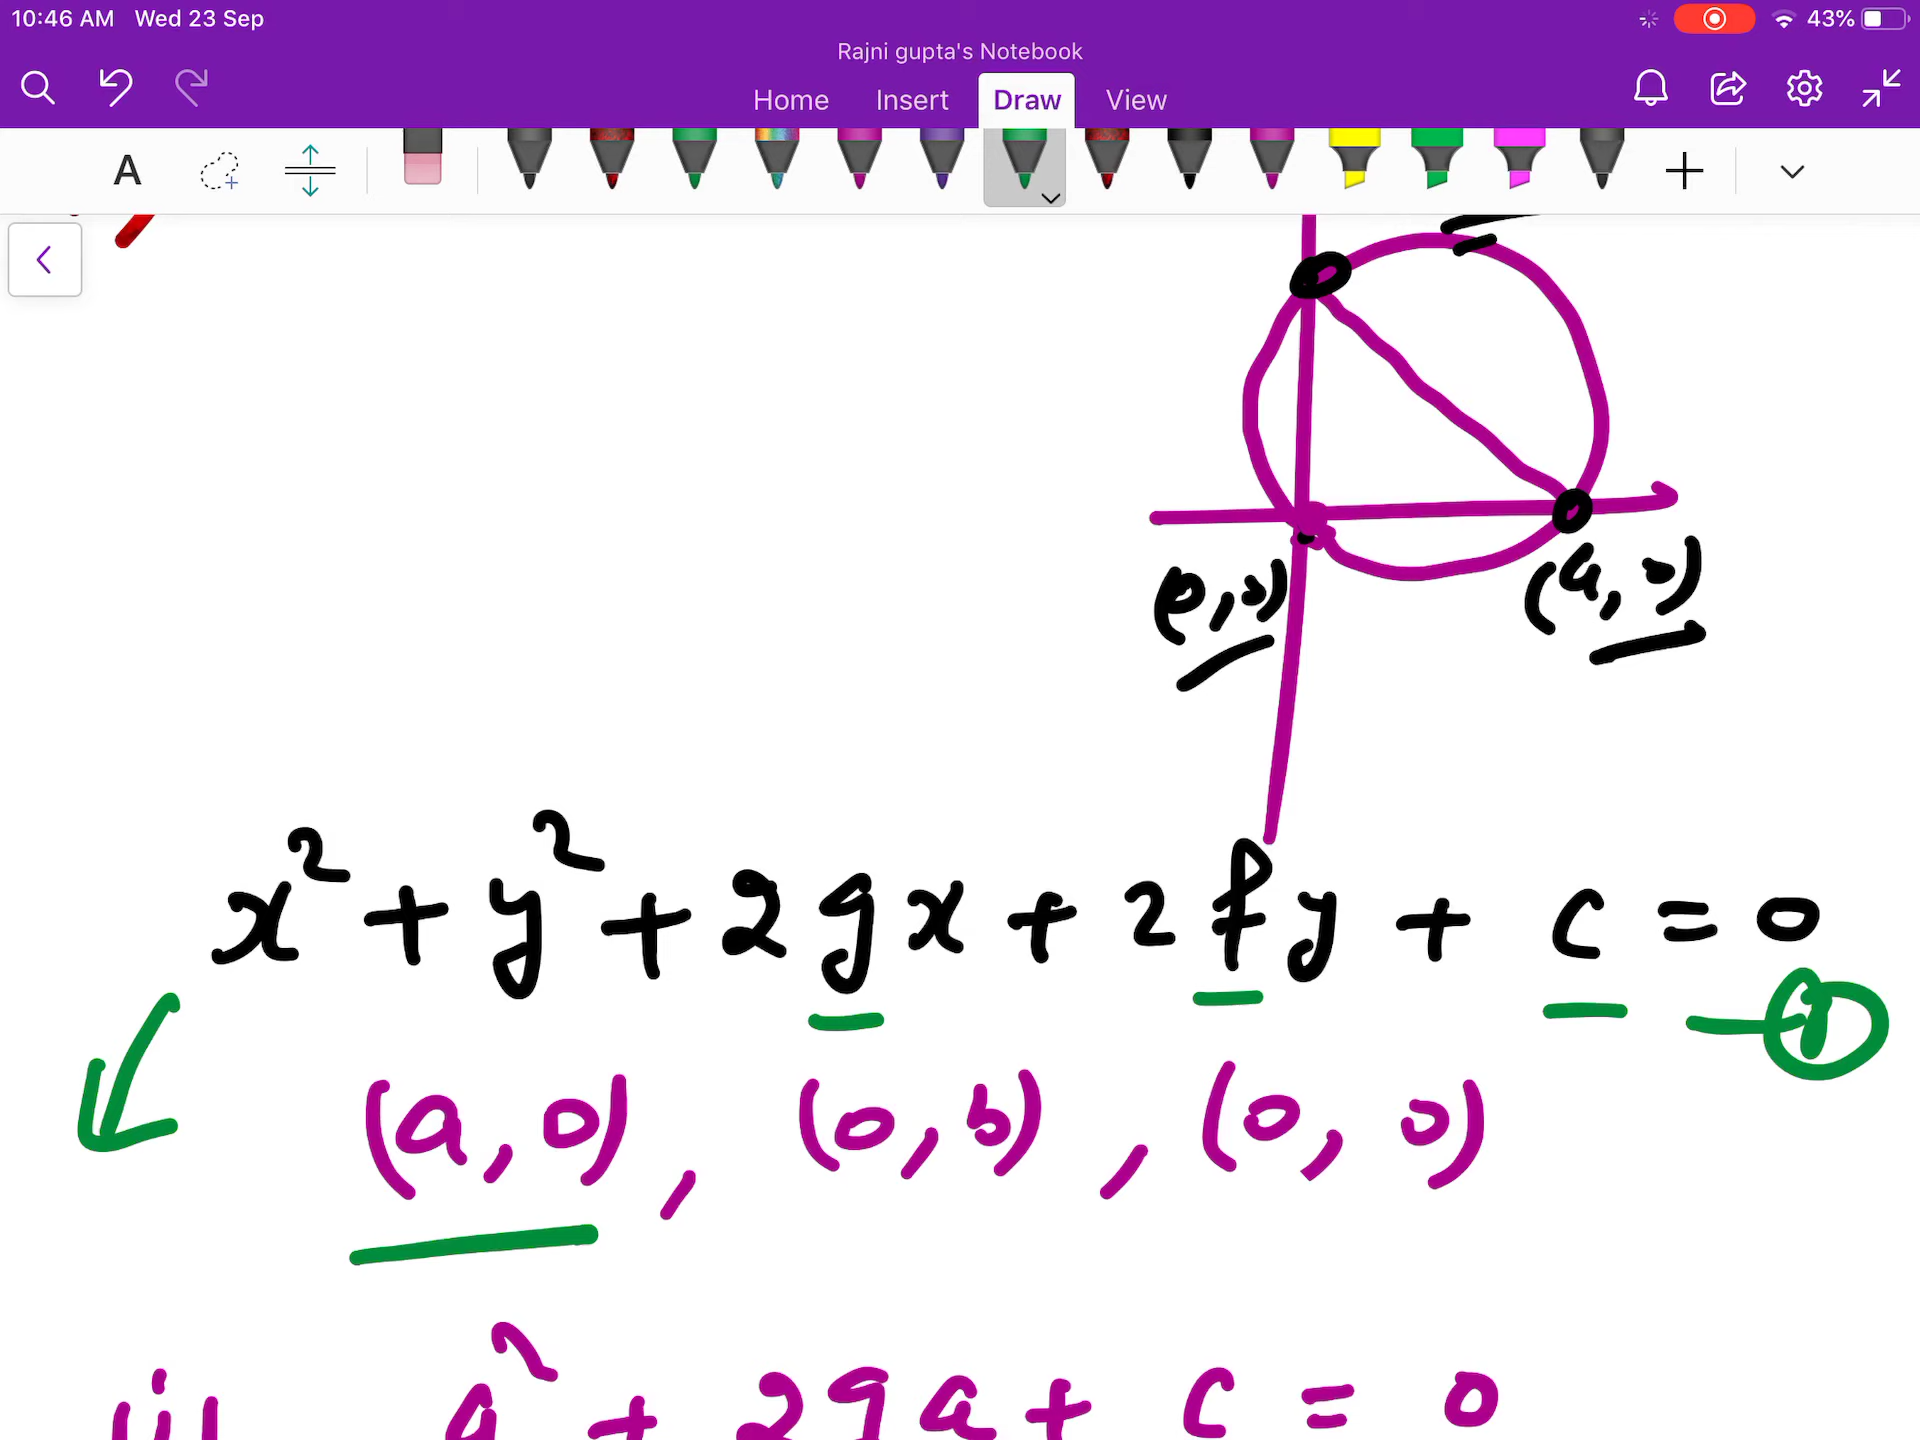 10:46 AM Wed 23 Sep 43%
Rajni gupta's Notebook
Home Insert Draw View
A
(0,0) (a,0)
x² + y² + 2gx + 2fy + c = 0
①
(a,0), (0,b), (0,0)
a² + 2ga + c = 0